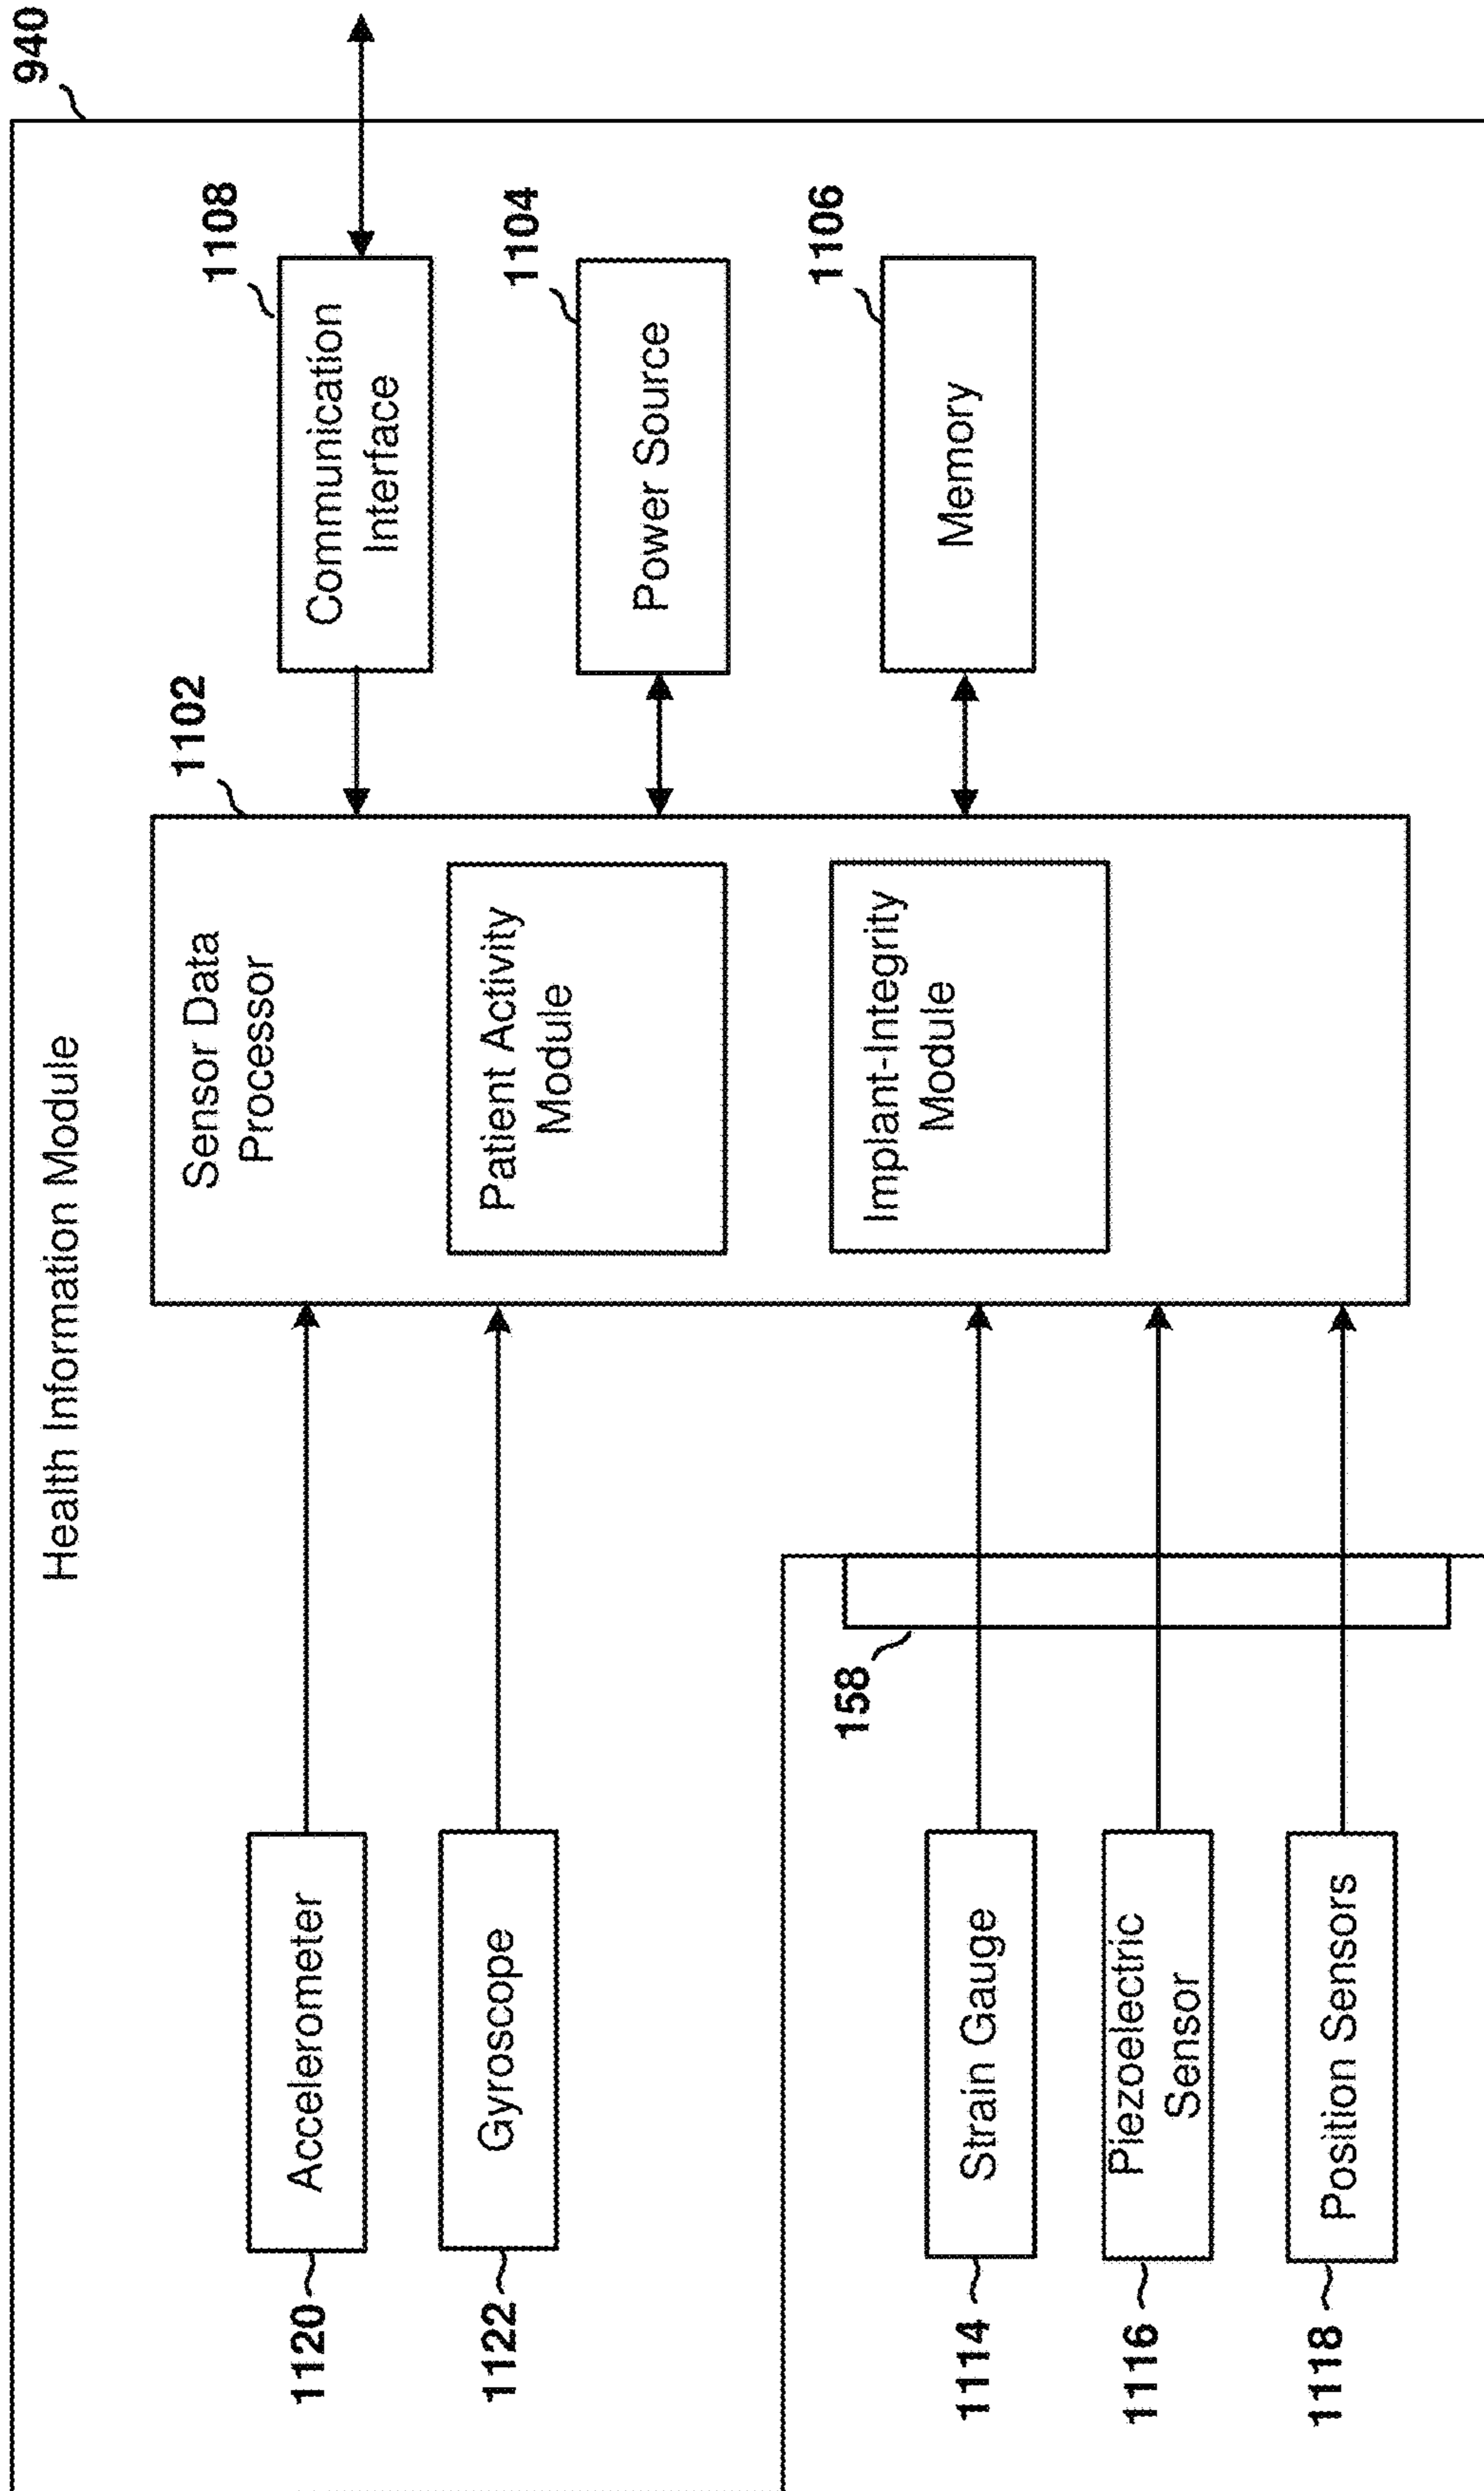 940
Health Information Module
1102
Sensor Data
Processor
1108
Communication
Interface
1120
Accelerometer
1122
Gyroscope
Patient Activity
Module
1104
Power Source
158
Implant-Integrity
Module
1106
Memory
1114
Strain Gauge
1116
Piezoelectric
Sensor
1118
Position Sensors